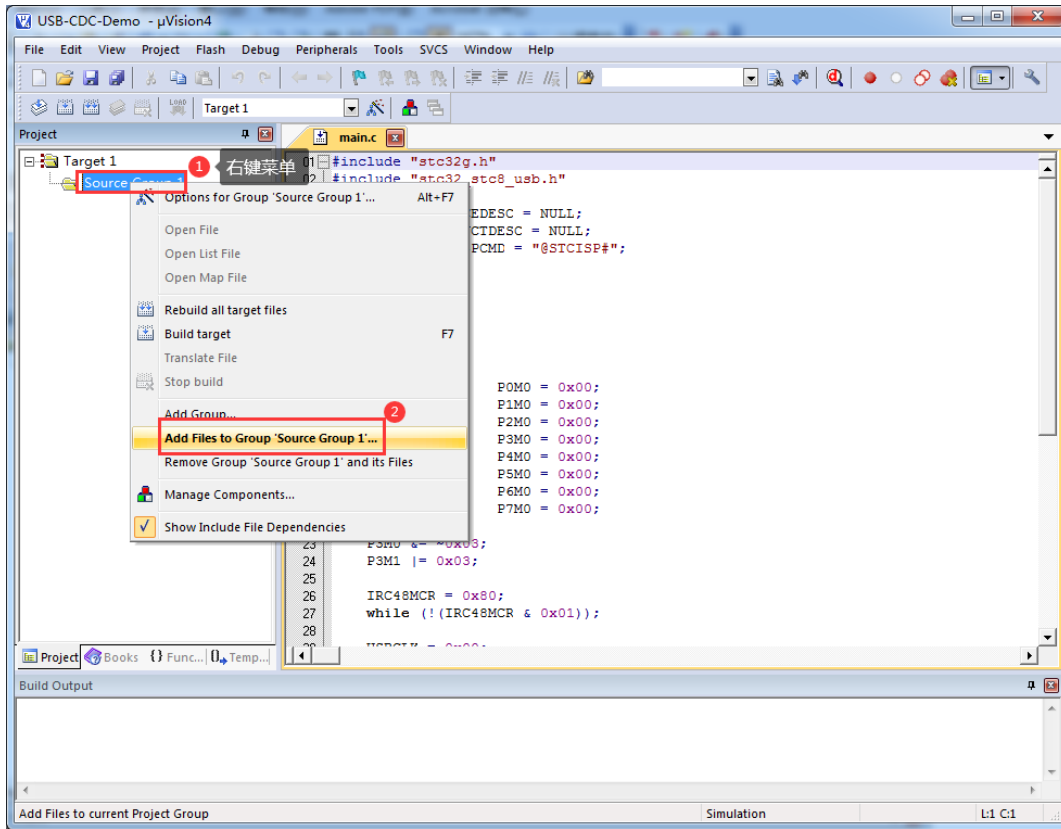 USB-CDC-Demo - µVision4
File Edit View Project Flash Debug Peripherals Tools SVCS Window Help
LOAD Target 1
Project
main.c
Target 1
Source Group 1
1 右键菜单
01 #include "stc32g.h"
02 #include "stc32_stc8_usb.h"
Options for Group 'Source Group 1'... Alt+F7
EDESC = NULL;
Open File
CTDESC = NULL;
Open List File
PCMD = "@STCISP#";
Open Map File
Rebuild all target files
Build target F7
Translate File
Stop build
P0M0 = 0x00;
P1M0 = 0x00;
Add Group...
2
P2M0 = 0x00;
Add Files to Group 'Source Group 1'...
P3M0 = 0x00;
Remove Group 'Source Group 1' and its Files
P4M0 = 0x00;
P5M0 = 0x00;
Manage Components...
P6M0 = 0x00;
P7M0 = 0x00;
Show Include File Dependencies
23 P3M0 &= ~0x03;
24 P3M1 |= 0x03;
25
26 IRC48MCR = 0x80;
27 while (!(IRC48MCR & 0x01));
28
29 USBCLK = 0x00;
Project Books {} Func... 0 Temp...
Build Output
Add Files to current Project Group Simulation L:1 C:1